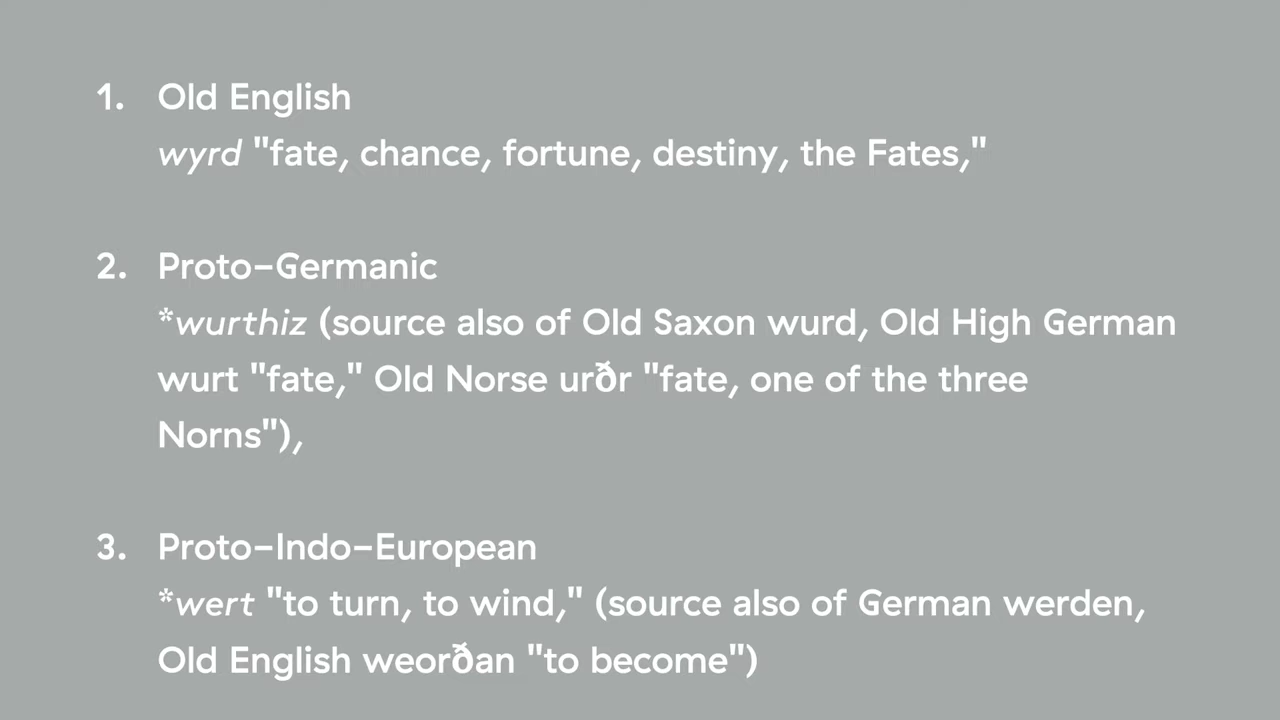 1. Old English
wyrd "fate, chance, fortune, destiny, the Fates,"
2. Proto–Germanic
*wurthiz (source also of Old Saxon wurd, Old High German
wurt "fate," Old Norse urðr "fate, one of the three
Norns"),
3. Proto–Indo–European
*wert "to turn, to wind," (source also of German werden,
Old English weorðan "to become")